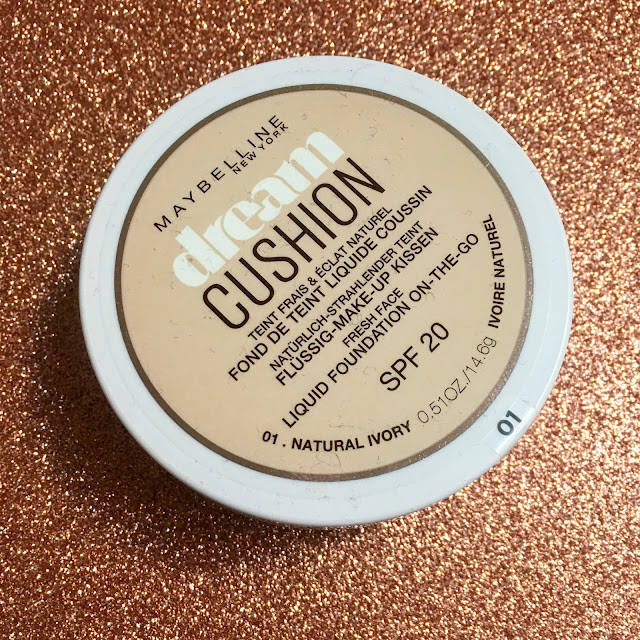 MAYBELLINE
NEW YORK
dream
CUSHION
TEINT FRAIS & ÉCLAT NATUREL
FOND DE TEINT LIQUIDE COUSSIN
NATÜRLICH-STRAHLENDER TEINT
FLÜSSIG-MAKE-UP KISSEN
FRESH FACE
LIQUID FOUNDATION ON-THE-GO
SPF 20
01 . NATURAL IVORY 0.51OZ./14.6g IVOIRE NATUREL
01